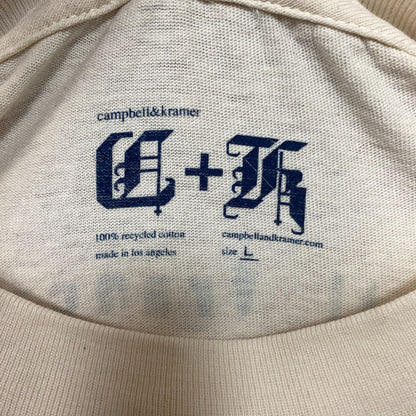 campbell&kramer
C+K
100% recycled cotton
made in los angeles
campbellandkramer.com
size L